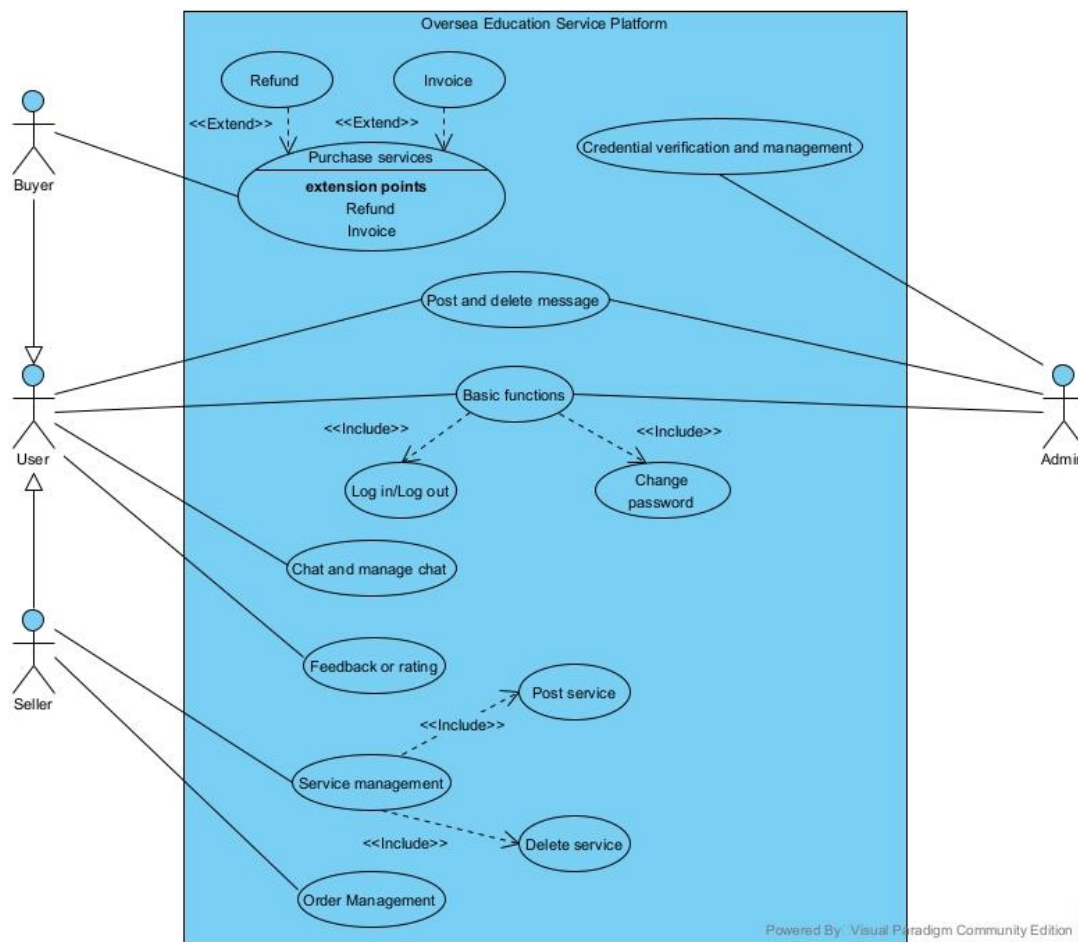 Oversea Education Service Platform
Refund
Invoice
<<Extend>>
<<Extend>>
Purchase services
extension points
Refund
Invoice
Credential verification and management
Buyer
Post and delete message
Basic functions
<<Include>>
<<Include>>
User
Admin
Log in/Log out
Change
password
Chat and manage chat
Feedback or rating
Seller
Post service
<<Include>>
Service management
<<Include>>
Delete service
Order Management
Powered By Visual Paradigm Community Edition